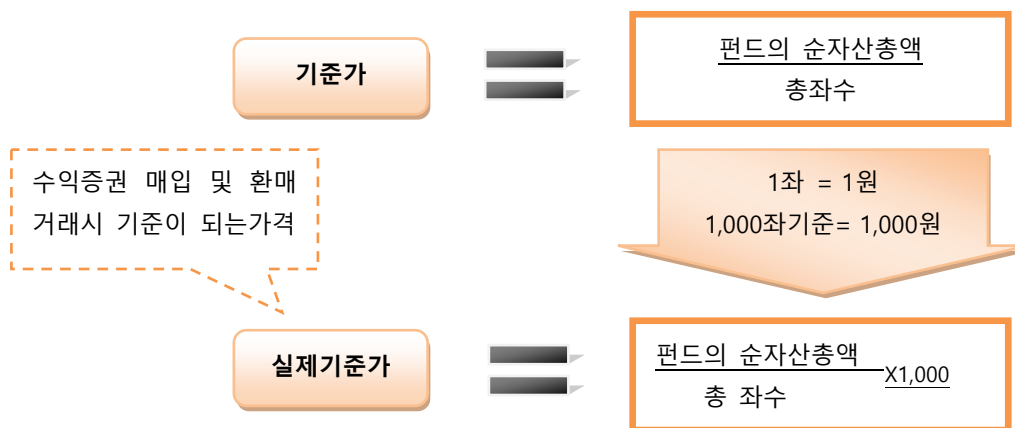 기준가
펀드의 순자산총액
총좌수
수익증권 매입 및 환매
거래시 기준이 되는가격
1좌 = 1원
1,000좌기준= 1,000원
실제기준가
펀드의 순자산총액
X1,000
총 좌수